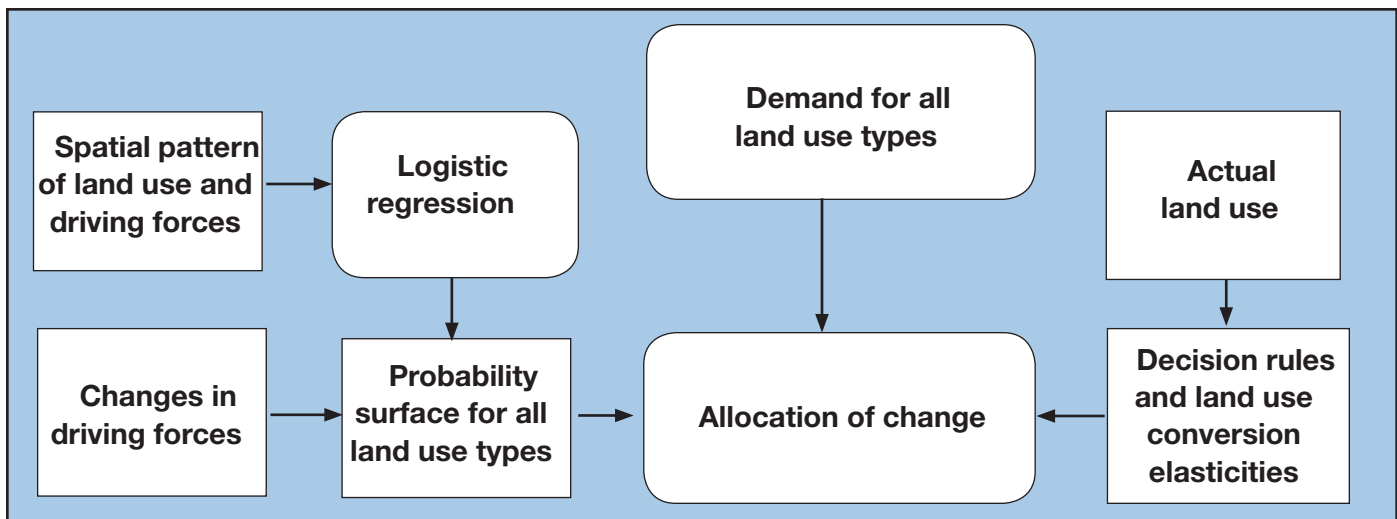 Spatial pattern
of land use and
driving forces
Logistic
regression
Demand for all
land use types
Actual
land use
Changes in
driving forces
Probability
surface for all
land use types
Allocation of change
Decision rules
and land use
conversion
elasticities